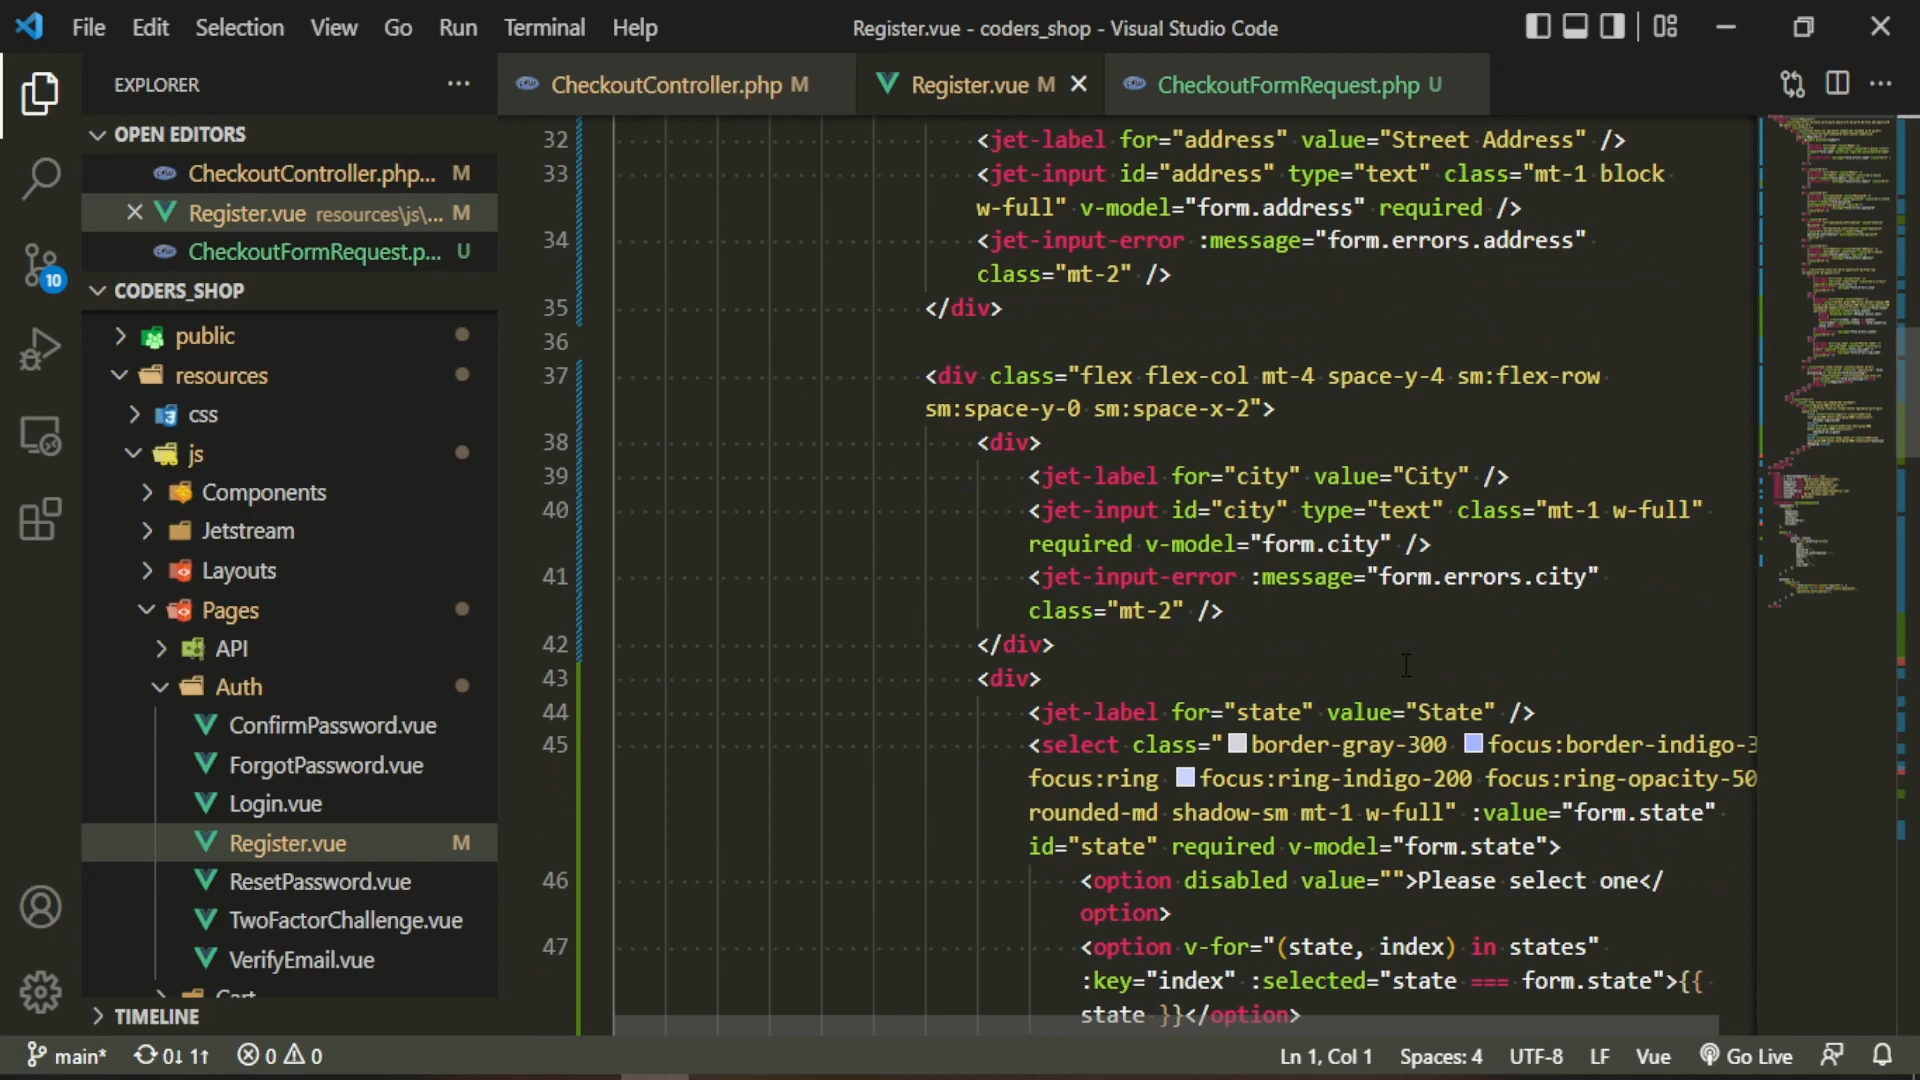 File Edit Selection View Go Run Terminal Help
Register.vue - coders_shop - Visual Studio Code
EXPLORER
CheckoutController.php M
Register.vue M
CheckoutFormRequest.php U
OPEN EDITORS
CheckoutController.php... M
Register.vue resources\js\... M
CheckoutFormRequest.p... U
10
CODERS_SHOP
public
resources
css
js
Components
Jetstream
Layouts
Pages
API
Auth
ConfirmPassword.vue
ForgotPassword.vue
Login.vue
Register.vue M
ResetPassword.vue
TwoFactorChallenge.vue
VerifyEmail.vue
TIMELINE
32 <jet-label for="address" value="Street Address" />
33 <jet-input id="address" type="text" class="mt-1 block
w-full" v-model="form.address" required />
34 <jet-input-error :message="form.errors.address"
class="mt-2" />
35 </div>
36
37 <div class="flex flex-col mt-4 space-y-4 sm:flex-row
sm:space-y-0 sm:space-x-2">
38 <div>
39 <jet-label for="city" value="City" />
40 <jet-input id="city" type="text" class="mt-1 w-full"
required v-model="form.city" />
41 <jet-input-error :message="form.errors.city"
class="mt-2" />
42 </div>
43 <div>
44 <jet-label for="state" value="State" />
45 <select class="border-gray-300 focus:border-indigo-3
focus:ring focus:ring-indigo-200 focus:ring-opacity-50
rounded-md shadow-sm mt-1 w-full" :value="form.state"
id="state" required v-model="form.state">
46 <option disabled value="">Please select one</
option>
47 <option v-for="(state, index) in states"
:key="index" :selected="state === form.state">{{
state }}</option>
main* 0↓ 1↑ 0 0
Ln 1, Col 1 Spaces: 4 UTF-8 LF Vue Go Live